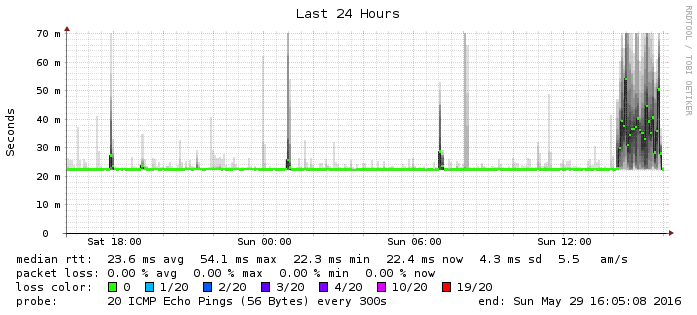 Last 24 Hours
RRDTOOL / TOBI OETIKER
Seconds
70 m
60 m
50 m
40 m
30 m
20 m
10 m
0
Sat 18:00 Sun 00:00 Sun 06:00 Sun 12:00
median rtt: 23.6 ms avg 54.1 ms max 22.3 ms min 22.4 ms now 4.3 ms sd 5.5 am/s
packet loss: 0.00 % avg 0.00 % max 0.00 % min 0.00 % now
loss color: 0 1/20 2/20 3/20 4/20 10/20 19/20
probe: 20 ICMP Echo Pings (56 Bytes) every 300s end: Sun May 29 16:05:08 2016